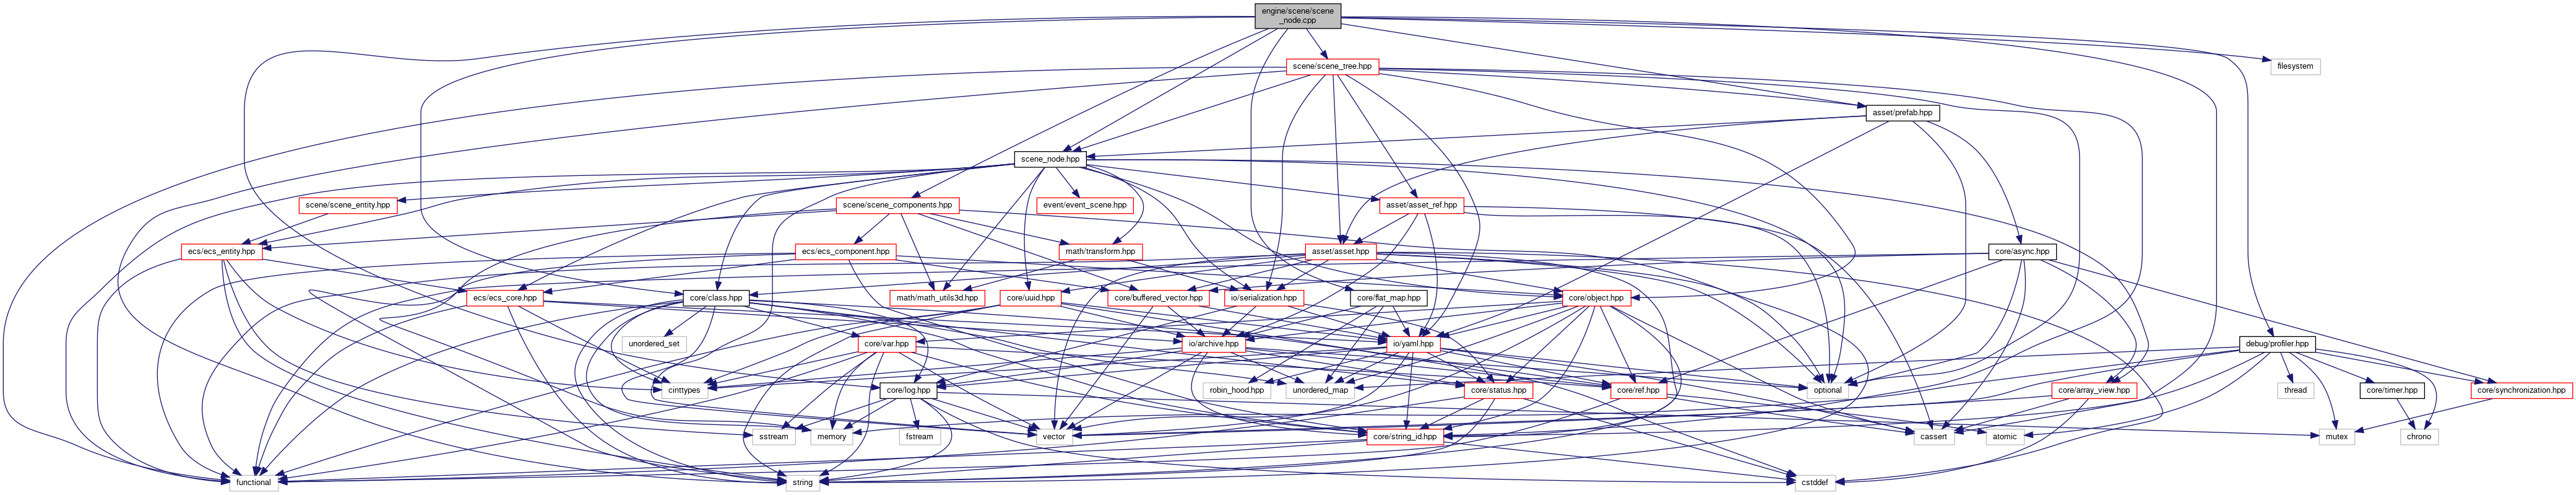 engine/scene/scene
_node.cpp
filesystem
scene/scene_tree.hpp
asset/prefab.hpp
scene_node.hpp
scene/scene_entity.hpp
scene/scene_components.hpp
event/event_scene.hpp
asset/asset_ref.hpp
ecs/ecs_entity.hpp
ecs/ecs_component.hpp
math/transform.hpp
asset/asset.hpp
core/async.hpp
ecs/ecs_core.hpp
core/class.hpp
math/math_utils3d.hpp
core/uuid.hpp
core/buffered_vector.hpp
io/serialization.hpp
core/flat_map.hpp
core/object.hpp
unordered_set
core/var.hpp
io/archive.hpp
io/yaml.hpp
debug/profiler.hpp
cinttypes
core/log.hpp
robin_hood.hpp
unordered_map
core/status.hpp
core/ref.hpp
optional
core/array_view.hpp
thread
core/timer.hpp
core/synchronization.hpp
sstream
memory
fstream
vector
core/string_id.hpp
cassert
atomic
mutex
chrono
functional
string
cstddef